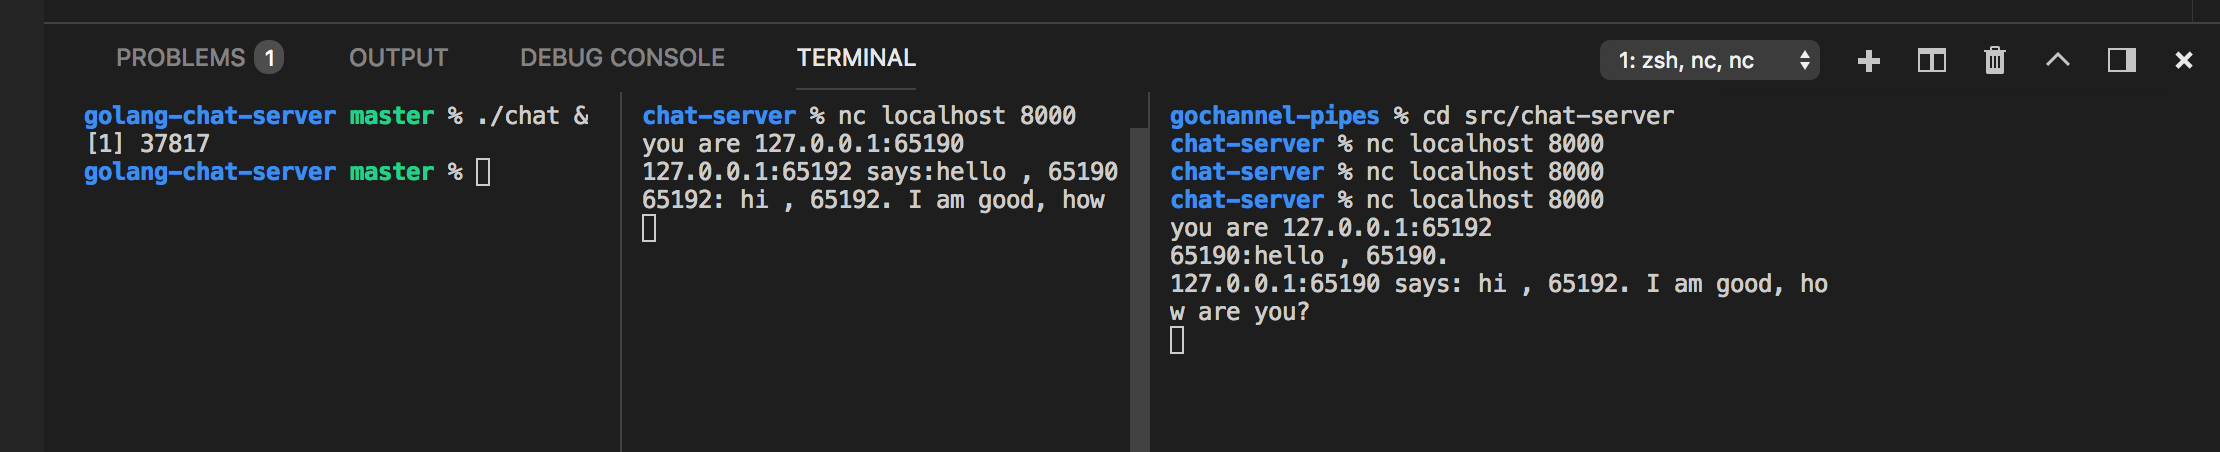 PROBLEMS 1 OUTPUT DEBUG CONSOLE TERMINAL 1: zsh, nc, nc
golang-chat-server master % ./chat &
[1] 37817
golang-chat-server master %
chat-server % nc localhost 8000
you are 127.0.0.1:65190
127.0.0.1:65192 says:hello , 65190
65192: hi , 65192. I am good, how
gochannel-pipes % cd src/chat-server
chat-server % nc localhost 8000
chat-server % nc localhost 8000
chat-server % nc localhost 8000
you are 127.0.0.1:65192
65190:hello , 65190.
127.0.0.1:65190 says: hi , 65192. I am good, ho
w are you?